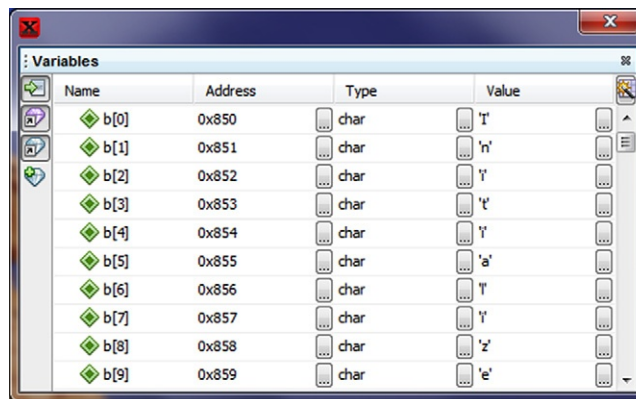 Variables
Name Address Type Value
b[0] 0x850 ... char ... 'I' ...
b[1] 0x851 ... char ... 'n' ...
b[2] 0x852 ... char ... 'i' ...
b[3] 0x853 ... char ... 't' ...
b[4] 0x854 ... char ... 'i' ...
b[5] 0x855 ... char ... 'a' ...
b[6] 0x856 ... char ... 'l' ...
b[7] 0x857 ... char ... 'i' ...
b[8] 0x858 ... char ... 'z' ...
b[9] 0x859 ... char ... 'e' ...